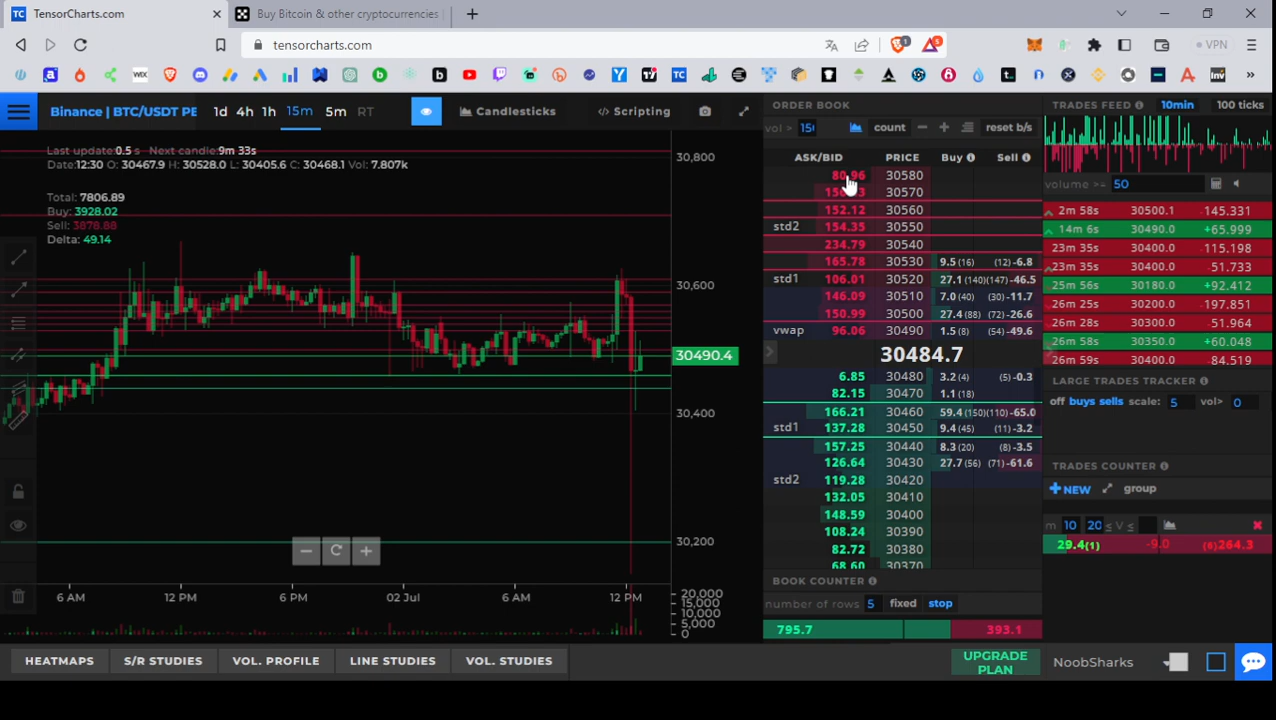 TensorCharts.com
Buy Bitcoin & other cryptocurrencies
tensorcharts.com
VPN
Binance | BTC/USDT PE 1d 4h 1h 15m 5m RT Candlesticks </> Scripting
Last update:0.5 s Next candle:9m 33s
Date:12:30 O: 30467.9 H: 30528.0 L: 30405.6 C: 30468.1 Vol: 7.807k
Total: 7806.89
Buy: 3928.02
Sell: 3878.88
Delta: 49.14
30,800
30,600
30490.4
30,400
30,200
6 AM 12 PM 6 PM 02 Jul 6 AM 12 PM
20,000
15,000
10,000
5,000
0
ORDER BOOK
vol > count reset b/s
ASK/BID PRICE Buy Sell
80.96 30580
30570
152.12 30560
std2 154.35 30550
234.79 30540
165.78 30530 9.5 (16) (12) -6.8
std1 106.01 30520 27.1 (140) (147) -46.5
146.09 30510 7.0 (40) (30) -11.7
150.99 30500 27.4 (88) (72) -26.6
vwap 96.06 30490 1.5 (8) (54) -49.6
30484.7
6.85 30480 3.2 (4) (5) -0.3
82.15 30470 1.1 (18)
166.21 30460 59.4 (150) (110) -65.0
std1 137.28 30450 9.4 (45) (11) -3.2
157.25 30440 8.3 (20) (8) -3.5
126.64 30430 27.7 (56) (71) -61.6
std2 119.28 30420
132.05 30410
148.59 30400
108.24 30390
82.72 30380
68.60 30370
BOOK COUNTER
number of rows 5 fixed stop
795.7 393.1
TRADES FEED 10min 100 ticks
volume >= 50
2m 58s 30500.1 -145.331
14m 6s 30490.0 +65.999
23m 35s 30400.0 -115.198
23m 35s 30400.0 -51.733
25m 56s 30180.0 +92.412
26m 25s 30200.0 -197.851
26m 28s 30300.0 -51.964
26m 58s 30350.0 +60.048
26m 59s 30400.0 -84.519
LARGE TRADES TRACKER
off buys sells scale: 5 vol> 0
TRADES COUNTER
+NEW group
m 10 20 ≤ V ≤
29.4(1) -9.0 (6)264.3
HEATMAPS S/R STUDIES VOL. PROFILE LINE STUDIES VOL. STUDIES
UPGRADE PLAN
NoobSharks